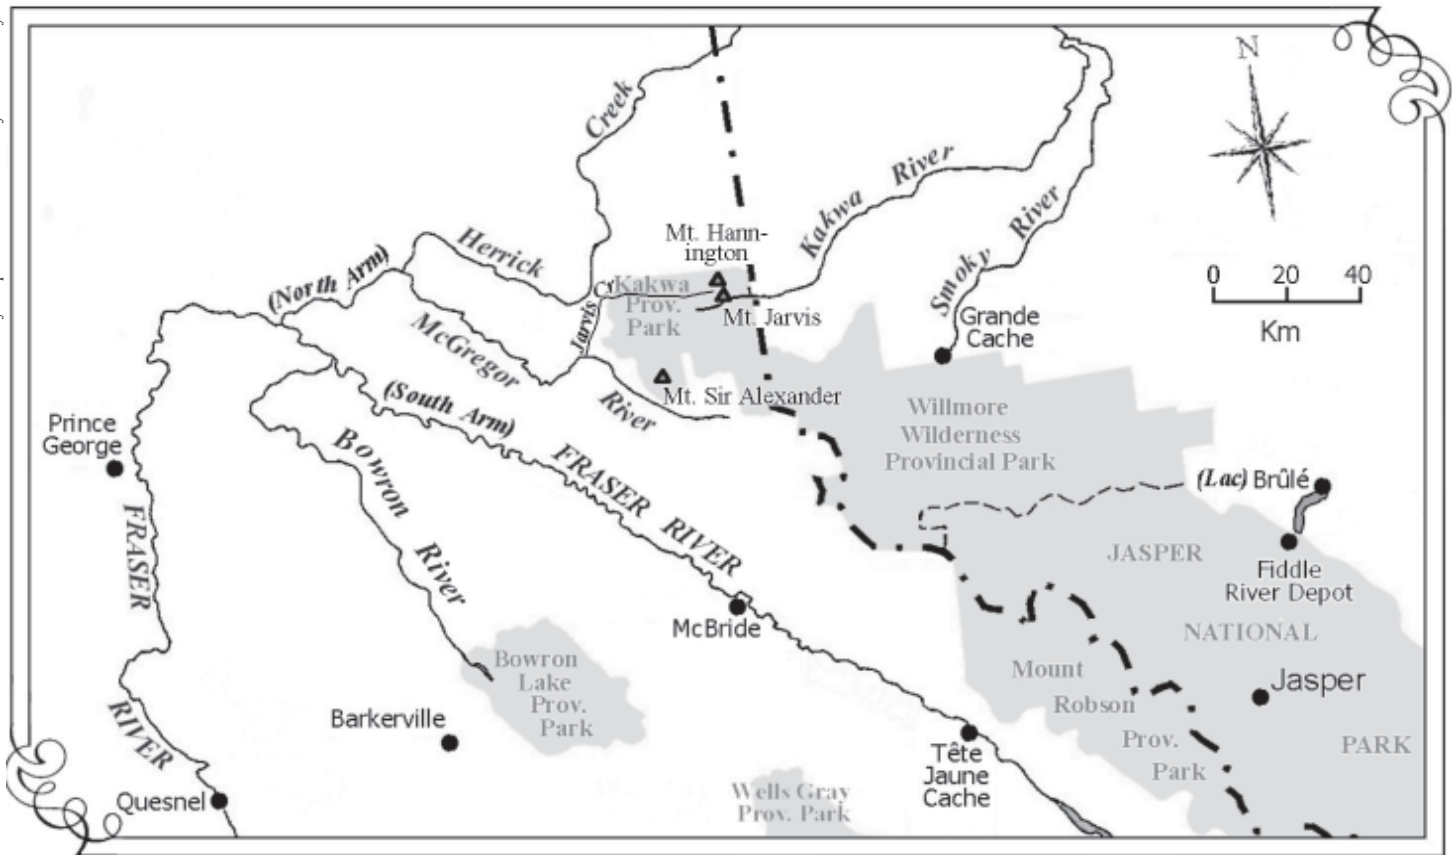 N
Creek
Kakwa River
Smoky River
Mt. Hann-
ington
Herrick
(North Arm)
0 20 40
Km
Jarvis Cr
Kakwa
Prov.
Park
Mt. Jarvis
Grande
Cache
McGregor
River
Mt. Sir Alexander
(South Arm)
Willmore
Wilderness
Provincial Park
Prince
George
Bowron
River
FRASER RIVER
(Lac) Brûlé
FRASER
RIVER
JASPER
NATIONAL
PARK
Fiddle
River Depot
McBride
Mount
Robson
Prov.
Park
Jasper
Bowron
Lake
Prov.
Park
Barkerville
Tête
Jaune
Cache
Quesnel
Wells Gray
Prov. Park